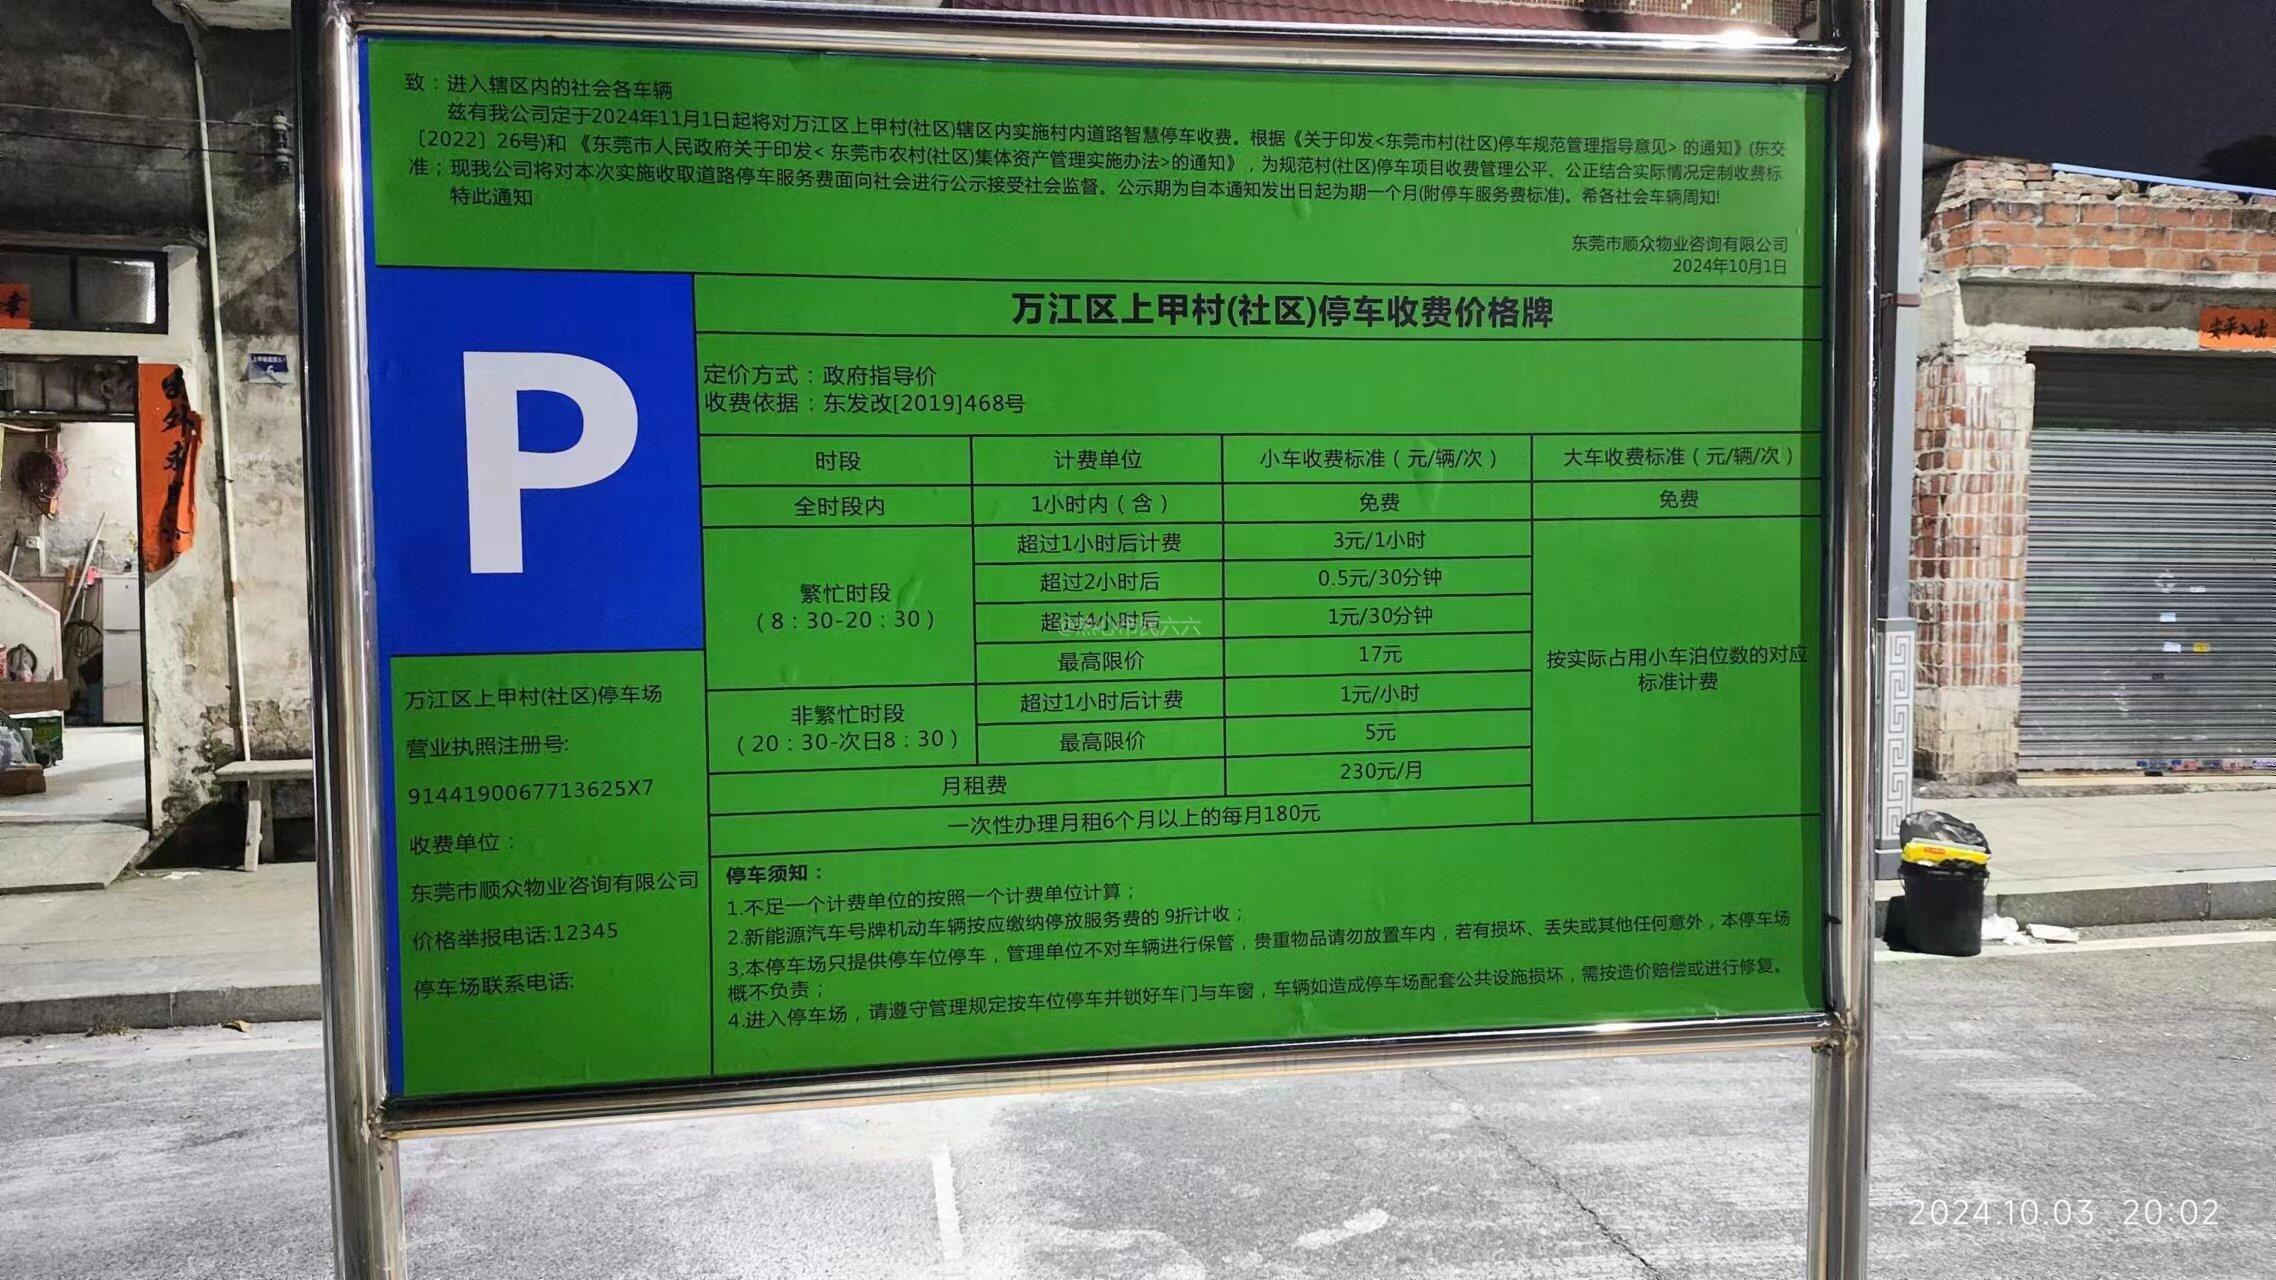 致：进入辖区内的社会各车辆
兹有我公司定于2024年11月1日起将对万江区上甲村(社区)辖区内实施村内道路智慧停车收费。根据《关于印发<东莞市村(社区)停车规范管理指导意见> 的通知》(东交
〔2022〕26号)和 《东莞市人民政府关于印发< 东莞市农村(社区)集体资产管理实施办法>的通知》，为规范村(社区)停车项目收费管理公平、公正结合实际情况定制收费标
准；现我公司将对本次实施收取道路停车服务费面向社会进行公示接受社会监督。公示期为自本通知发出日起为期一个月(附停车服务费标准)。希各社会车辆周知!
特此通知
东莞市顺众物业咨询有限公司
2024年10月1日
P
万江区上甲村(社区)停车收费价格牌
定价方式：政府指导价
收费依据：东发改[2019]468号
时段 计费单位 小车收费标准（元/辆/次） 大车收费标准（元/辆/次）
全时段内 1小时内（含） 免费 免费
繁忙时段
（8：30-20：30）
超过1小时后计费 3元/1小时
超过2小时后 0.5元/30分钟
超过4小时后 1元/30分钟
最高限价 17元
按实际占用小车泊位数的对应
标准计费
非繁忙时段
（20：30-次日8：30）
超过1小时后计费 1元/小时
最高限价 5元
月租费 230元/月
一次性办理月租6个月以上的每月180元
万江区上甲村(社区)停车场
营业执照注册号:
9144190067713625X7
收费单位：
东莞市顺众物业咨询有限公司
价格举报电话:12345
停车场联系电话:
停车须知：
1.不足一个计费单位的按照一个计费单位计算；
2.新能源汽车号牌机动车辆按应缴纳停放服务费的 9折计收；
3.本停车场只提供停车位停车，管理单位不对车辆进行保管，贵重物品请勿放置车内，若有损坏、丢失或其他任何意外，本停车场
概不负责；
4.进入停车场，请遵守管理规定按车位停车并锁好车门与车窗，车辆如造成停车场配套公共设施损坏，需按造价赔偿或进行修复。
@热心市民六六
2024.10.03 20:02